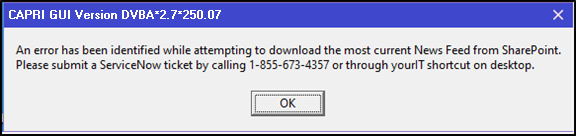 CAPRI GUI Version DVBA*2.7*250.07
An error has been identified while attempting to download the most current News Feed from SharePoint.
Please submit a ServiceNow ticket by calling 1-855-673-4357 or through yourIT shortcut on desktop.
OK